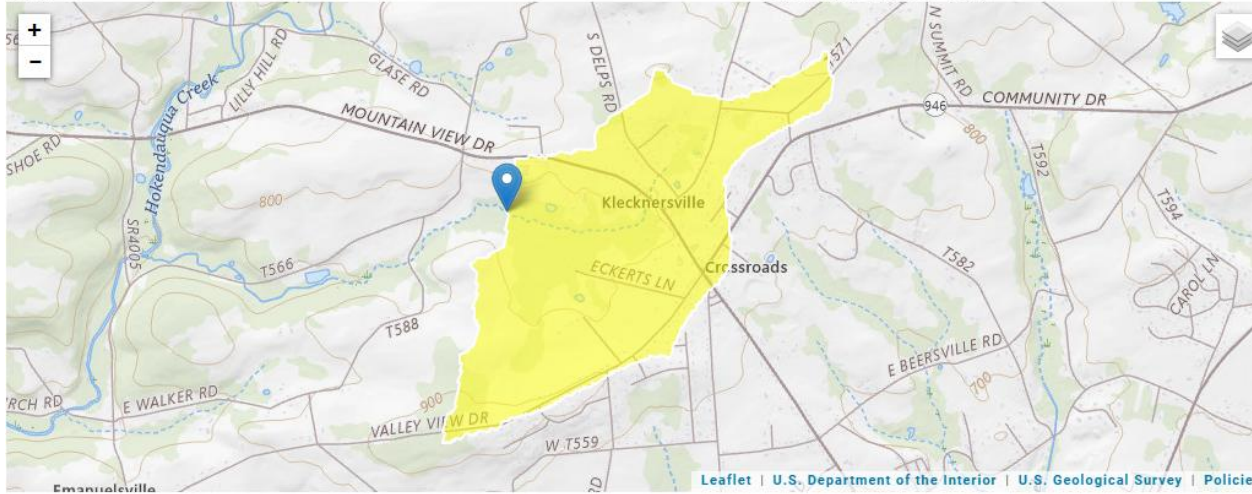 +
−
56
LILLY HILL RD
GLASE RD
S DELPS RD
T571
N SUMMIT RD
946
COMMUNITY DR
MOUNTAIN VIEW DR
Hokendauqua Creek
SHOE RD
800
800
T592
T594
Klecknersville
SR4005
T566
ECKERTS LN
Crossroads
T582
CAROL LN
T588
E BEERSVILLE RD
700
RCH RD
E WALKER RD
900
VALLEY VIEW DR
W T559
Emanuelsville
Leaflet | U.S. Department of the Interior | U.S. Geological Survey | Policie